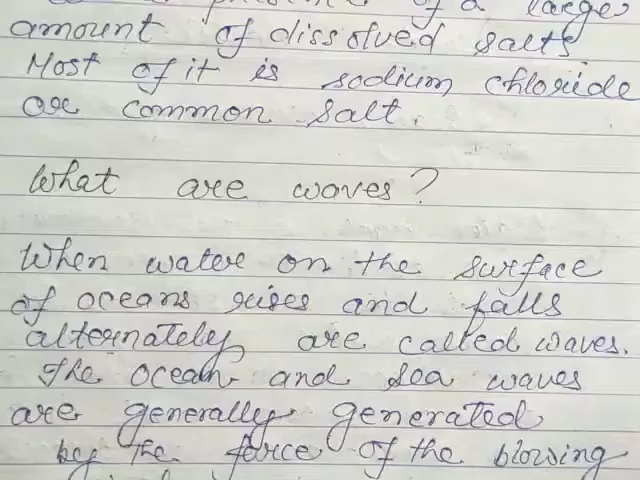 of a large
amount of dissolved salts
Most of it is sodium chloride
or common salt.
What are waves?
When water on the surface
of oceans rises and falls
alternately are called waves.
The ocean and sea waves
are generally generated
by the force of the blowing